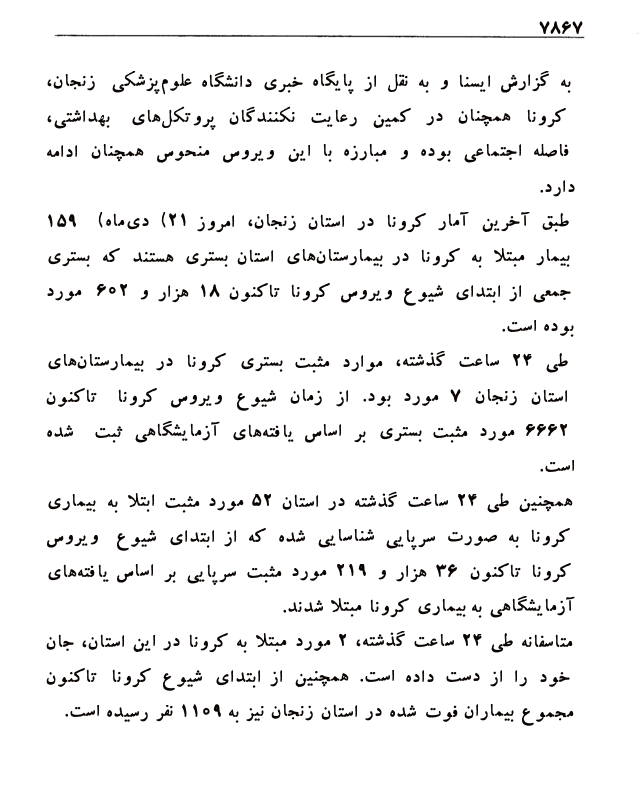 ۷۸۶۷
به گزارش ایسنا و به نقل از پایگاه خبری دانشگاه علوم‌پزشکی زنجان،
کرونا همچنان در کمین رعایت نکنندگان پروتکل‌های بهداشتی،
فاصله اجتماعی بوده و مبارزه با این ویروس منحوس همچنان ادامه
دارد.
طبق آخرین آمار کرونا در استان زنجان، امروز ۲۱) دی‌ماه) ۱۵۹
بیمار مبتلا به کرونا در بیمارستان‌های استان بستری هستند که بستری
جمعی از ابتدای شیوع ویروس کرونا تاکنون ۱۸ هزار و ۶۰۲ مورد
بوده است.
طی ۲۴ ساعت گذشته، موارد مثبت بستری کرونا در بیمارستان‌های
استان زنجان ۷ مورد بود. از زمان شیوع ویروس کرونا تاکنون
۶۶۶۲ مورد مثبت بستری بر اساس یافته‌های آزمایشگاهی ثبت شده
است.
همچنین طی ۲۴ ساعت گذشته در استان ۵۲ مورد مثبت ابتلا به بیماری
کرونا به صورت سرپایی شناسایی شده که از ابتدای شیوع ویروس
کرونا تاکنون ۳۶ هزار و ۲۱۹ مورد مثبت سرپایی بر اساس یافته‌های
آزمایشگاهی به بیماری کرونا مبتلا شدند.
متاسفانه طی ۲۴ ساعت گذشته، ۲ مورد مبتلا به کرونا در این استان، جان
خود را از دست داده است. همچنین از ابتدای شیوع کرونا تاکنون
مجموع بیماران فوت شده در استان زنجان نیز به ۱۱۰۹ نفر رسیده است.